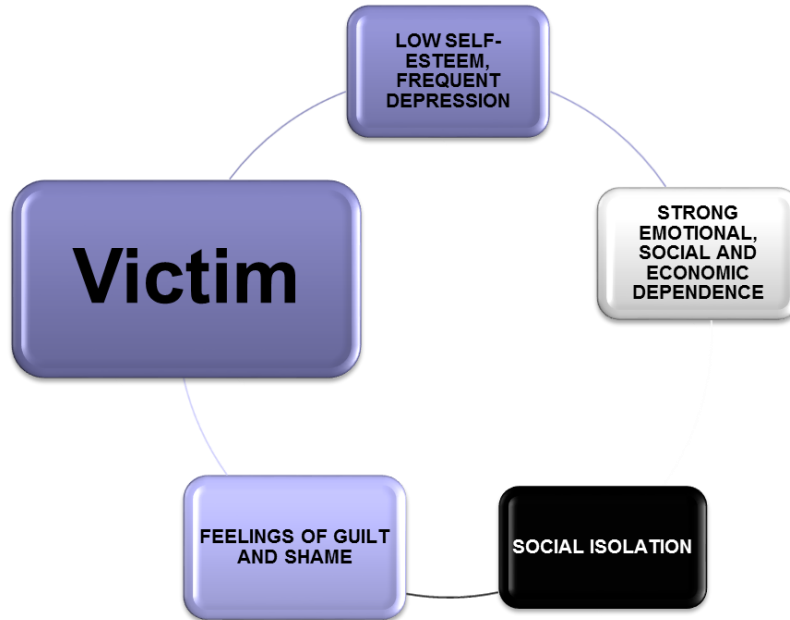 LOW SELF-
ESTEEM,
FREQUENT
DEPRESSION
Victim
STRONG
EMOTIONAL,
SOCIAL AND
ECONOMIC
DEPENDENCE
FEELINGS OF GUILT
AND SHAME
SOCIAL ISOLATION